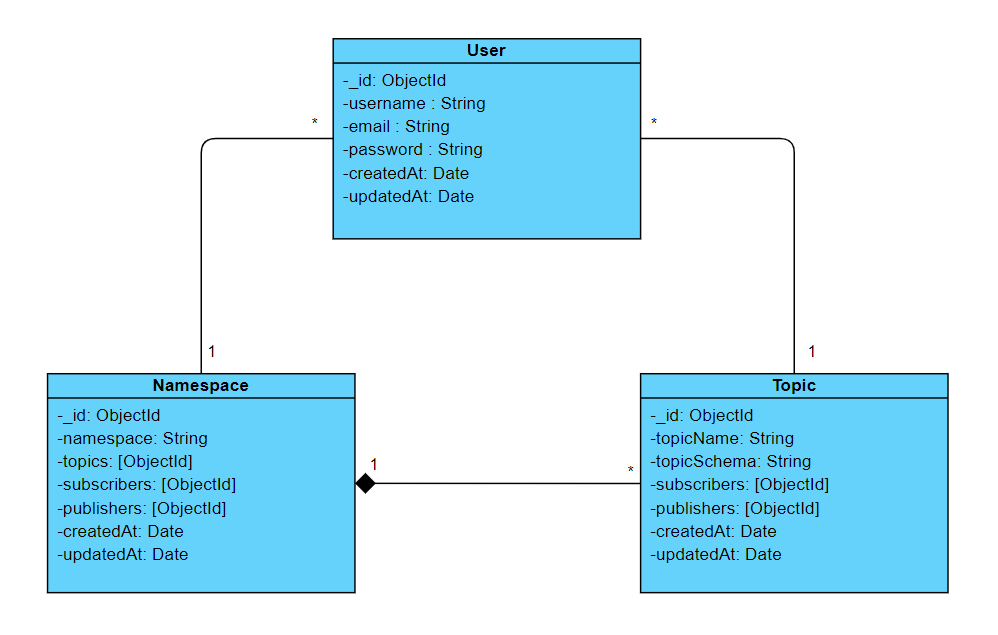 User
-_id: ObjectId
-username : String
-email : String
-password : String
-createdAt: Date
-updatedAt: Date
*
*
1
1
Namespace
-_id: ObjectId
-namespace: String
-topics: [ObjectId]
-subscribers: [ObjectId]
-publishers: [ObjectId]
-createdAt: Date
-updatedAt: Date
1
*
Topic
-_id: ObjectId
-topicName: String
-topicSchema: String
-subscribers: [ObjectId]
-publishers: [ObjectId]
-createdAt: Date
-updatedAt: Date